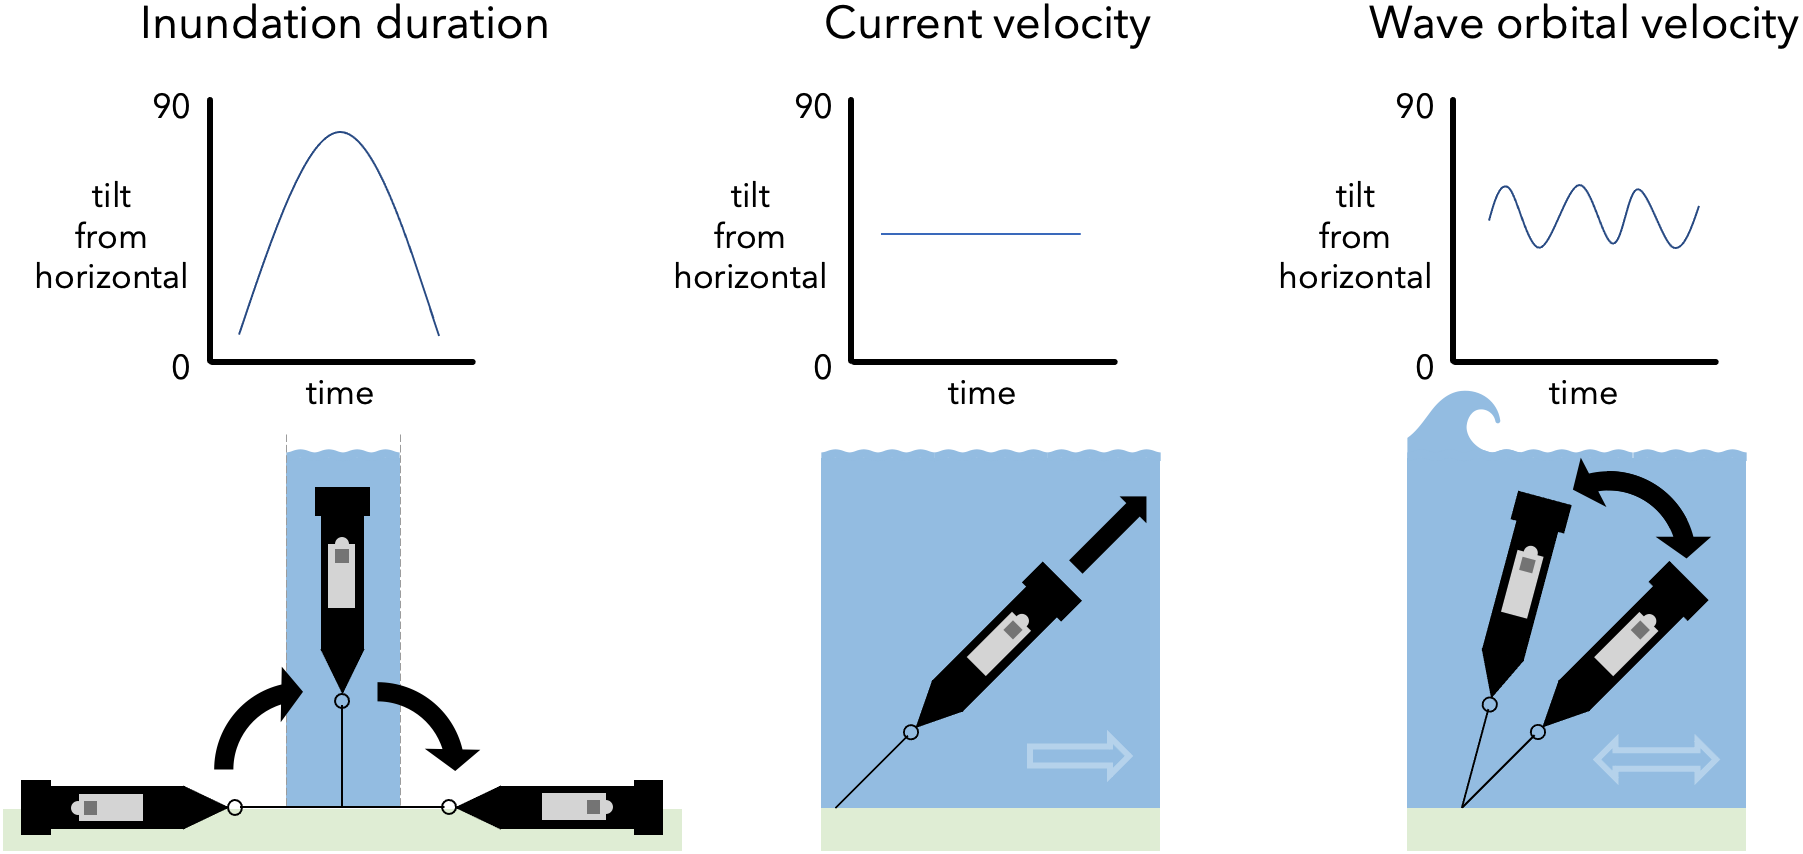 Inundation duration
90
tilt
from
horizontal
0
time
Current velocity
90
tilt
from
horizontal
0
time
Wave orbital velocity
90
tilt
from
horizontal
0
time